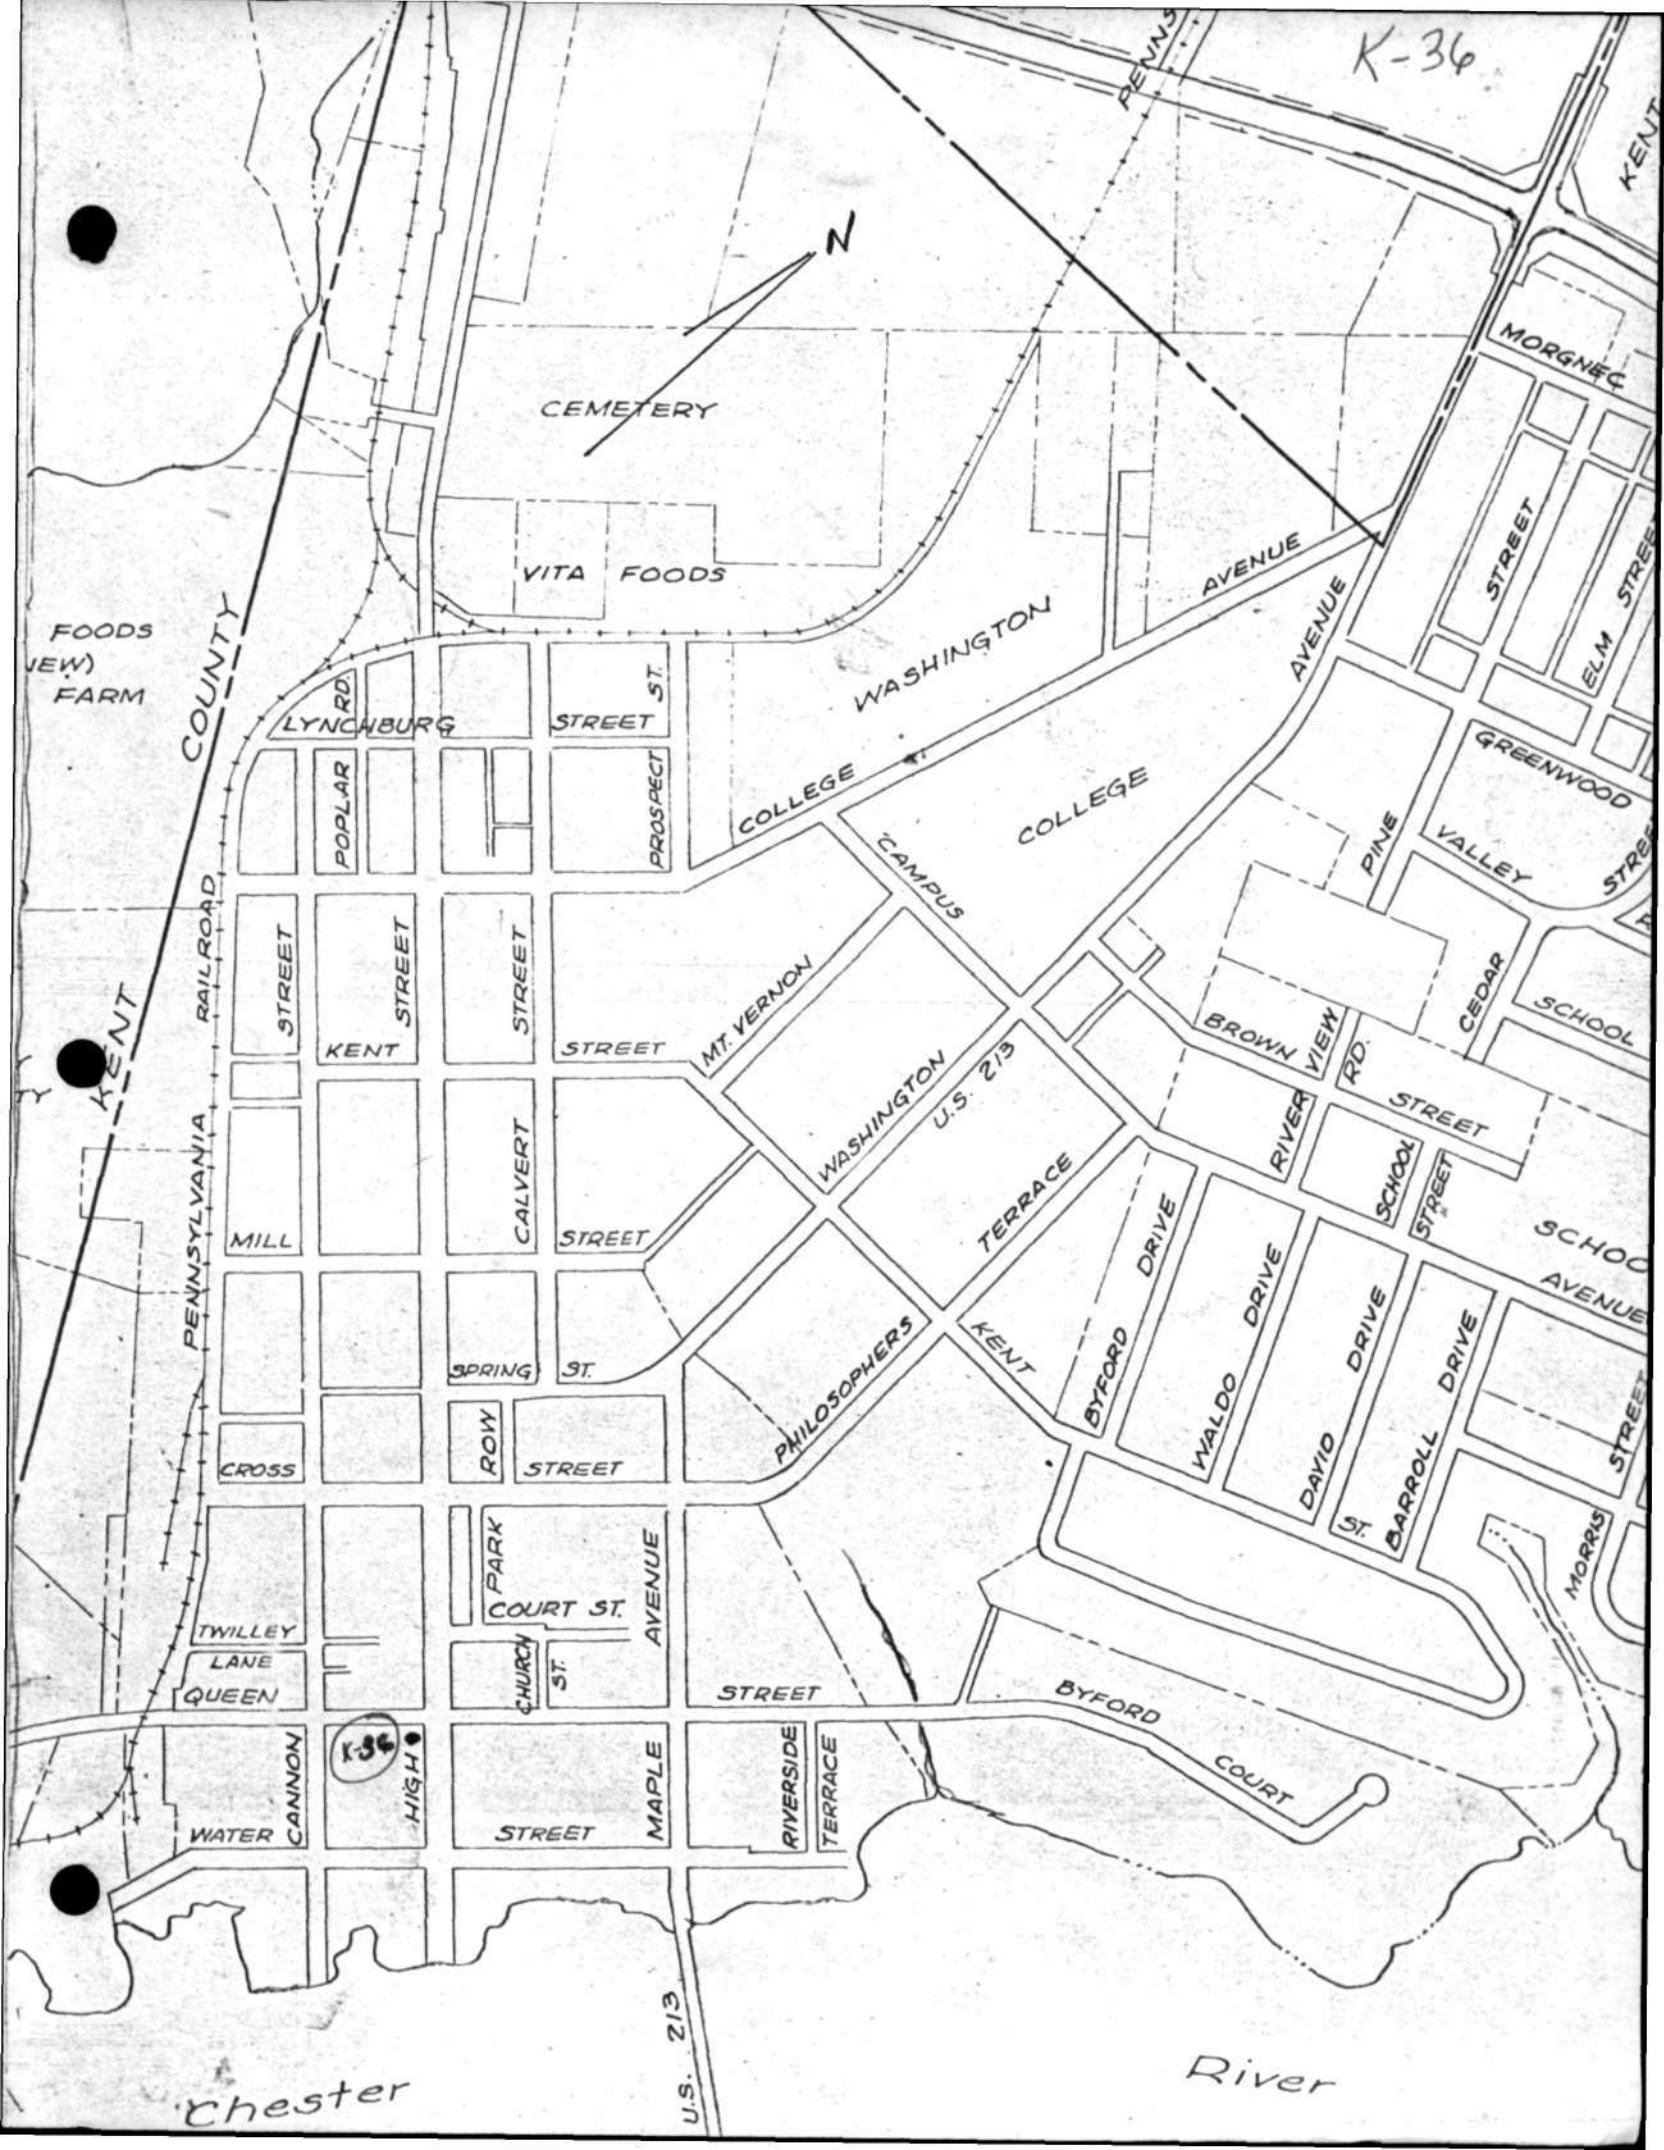 K-36
PENNS
KENT
N
MORGNEC
CEMETERY
STREET
STREET
ELM
VITA FOODS
AVENUE
AVENUE
WASHINGTON
FOODS
FARM
COUNTY
RD.
ST.
LYNCHBURG STREET
GREENWOOD
POPLAR
PROSPECT
COLLEGE
COLLEGE
CAMPUS
PINE
VALLEY
RAILROAD
STREET
STREET
STREET
MT. VERNON
CEDAR
SCHOOL
KENT
KENT STREET
WASHINGTON
U.S. 213
BROWN STREET
RIVER VIEW RD.
PENNSYLVANIA
CALVERT
MILL STREET
TERRACE
DRIVE
SCHOOL STREET
AVENUE
DRIVE
DRIVE
DRIVE
SPRING ST.
PHILOSOPHERS
KENT
BYFORD
WALDO
DAVID
ST.
BARROLL
STREET
MORRIS
CROSS STREET
ROW
PARK
COURT ST.
AVENUE
TWILLEY
LANE
CHURCH ST.
QUEEN STREET
BYFORD COURT
K-36
CANNON
HIGH
MAPLE
RIVERSIDE
TERRACE
WATER STREET
U.S. 213
Chester River